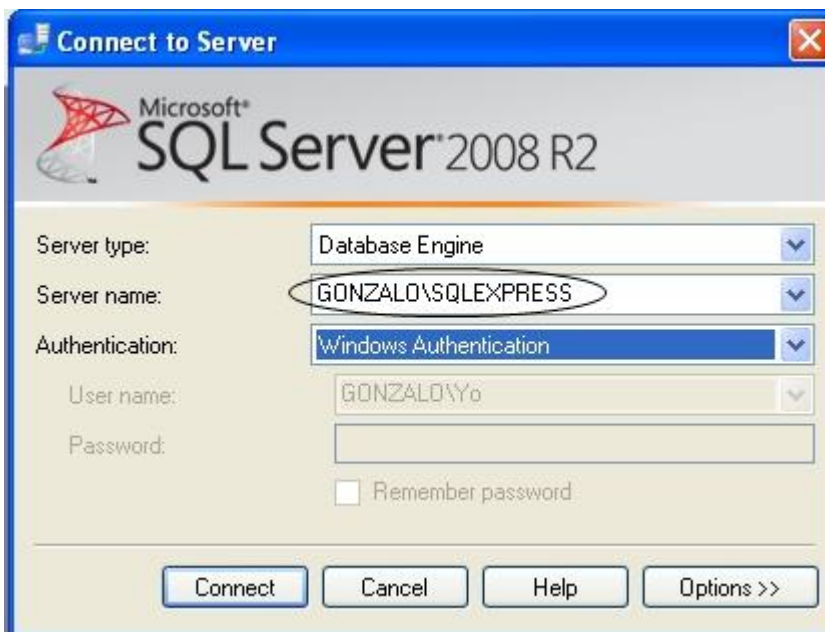 Connect to Server
Microsoft®
SQL Server® 2008 R2
Server type: Database Engine
Server name: GONZALO\SQLEXPRESS
Authentication: Windows Authentication
User name: GONZALO\Yo
Password:
Remember password
Connect Cancel Help Options >>